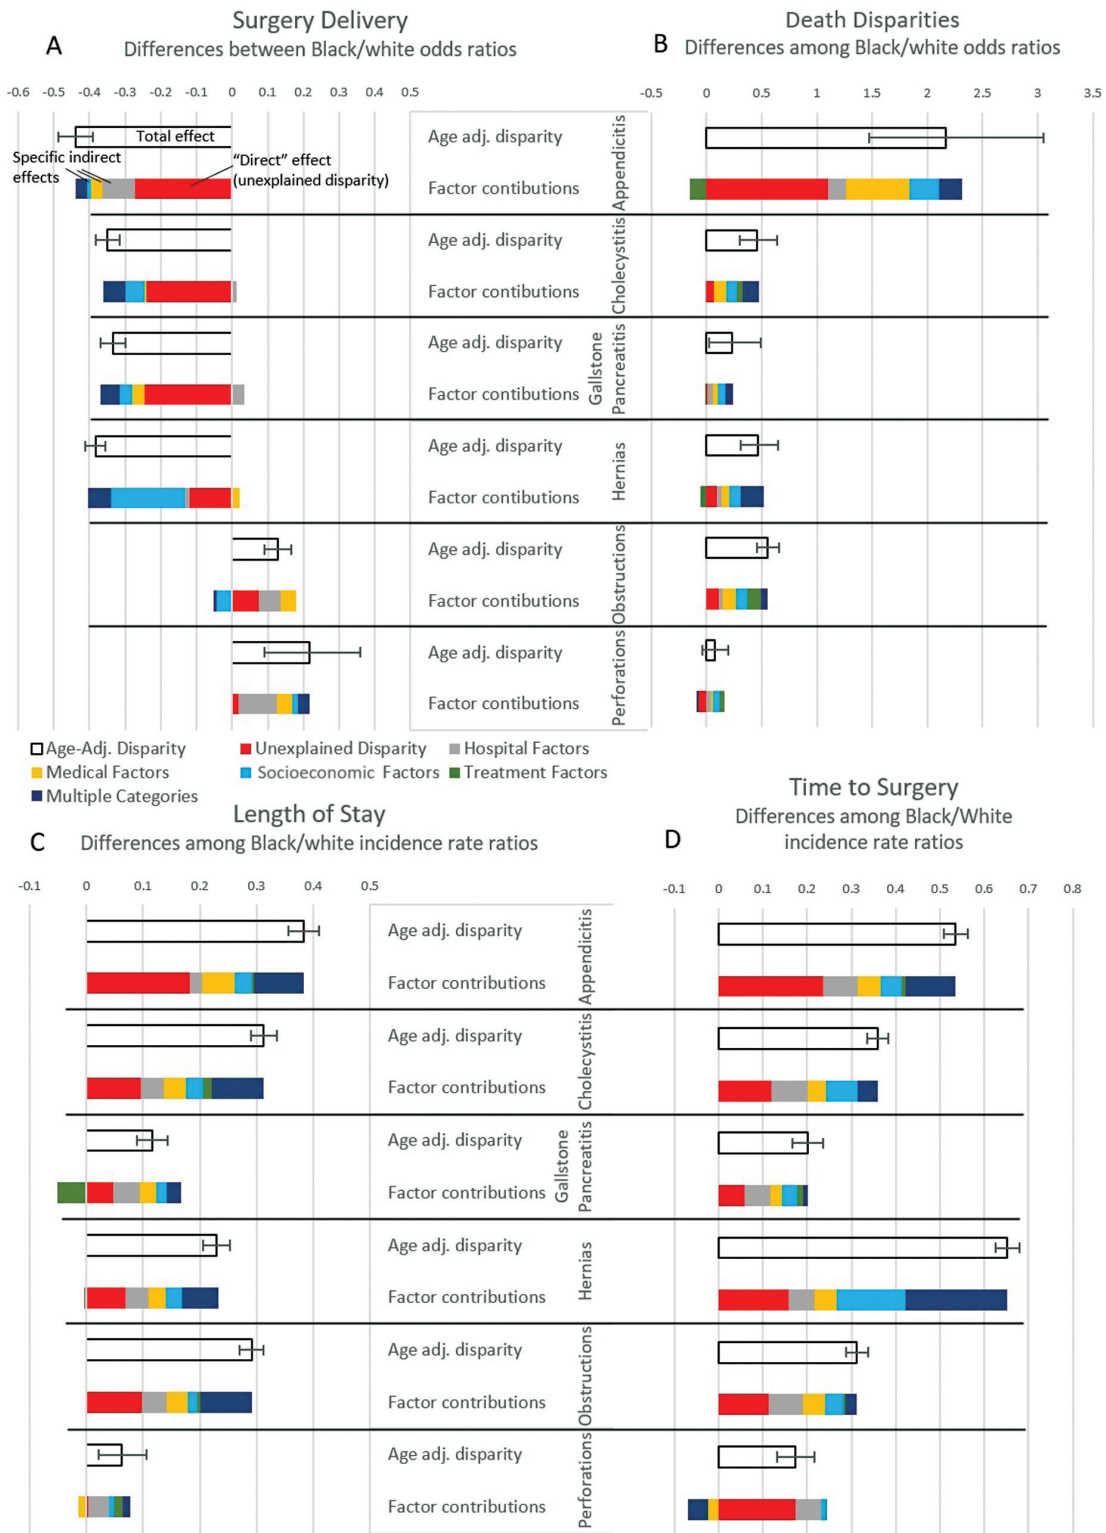 Surgery Delivery
A
Differences between Black/white odds ratios
-0.6 -0.5 -0.4 -0.3 -0.2 -0.1 0 0.1 0.2 0.3 0.4 0.5
Total effect
Specific indirect
effects
"Direct" effect
(unexplained disparity)
Death Disparities
B
Differences among Black/white odds ratios
-0.5 0 0.5 1 1.5 2 2.5 3 3.5
Age adj. disparity
Factor contibutions
Appendicitis
Age adj. disparity
Factor contibutions
Cholecystitis
Age adj. disparity
Factor contibutions
Gallstone
Pancreatitis
Age adj. disparity
Factor contibutions
Hernias
Age adj. disparity
Factor contibutions
Obstructions
Age adj. disparity
Factor contibutions
Perforations
Age-Adj. Disparity
Unexplained Disparity
Hospital Factors
Medical Factors
Socioeconomic Factors
Treatment Factors
Multiple Categories
Length of Stay
C
Differences among Black/white incidence rate ratios
-0.1 0 0.1 0.2 0.3 0.4 0.5
Time to Surgery
D
Differences among Black/White
incidence rate ratios
-0.1 0 0.1 0.2 0.3 0.4 0.5 0.6 0.7 0.8
Age adj. disparity
Factor contibutions
Appendicitis
Age adj. disparity
Factor contibutions
Cholecystitis
Age adj. disparity
Factor contibutions
Gallstone
Pancreatitis
Age adj. disparity
Factor contibutions
Hernias
Age adj. disparity
Factor contibutions
Obstructions
Age adj. disparity
Factor contibutions
Perforations